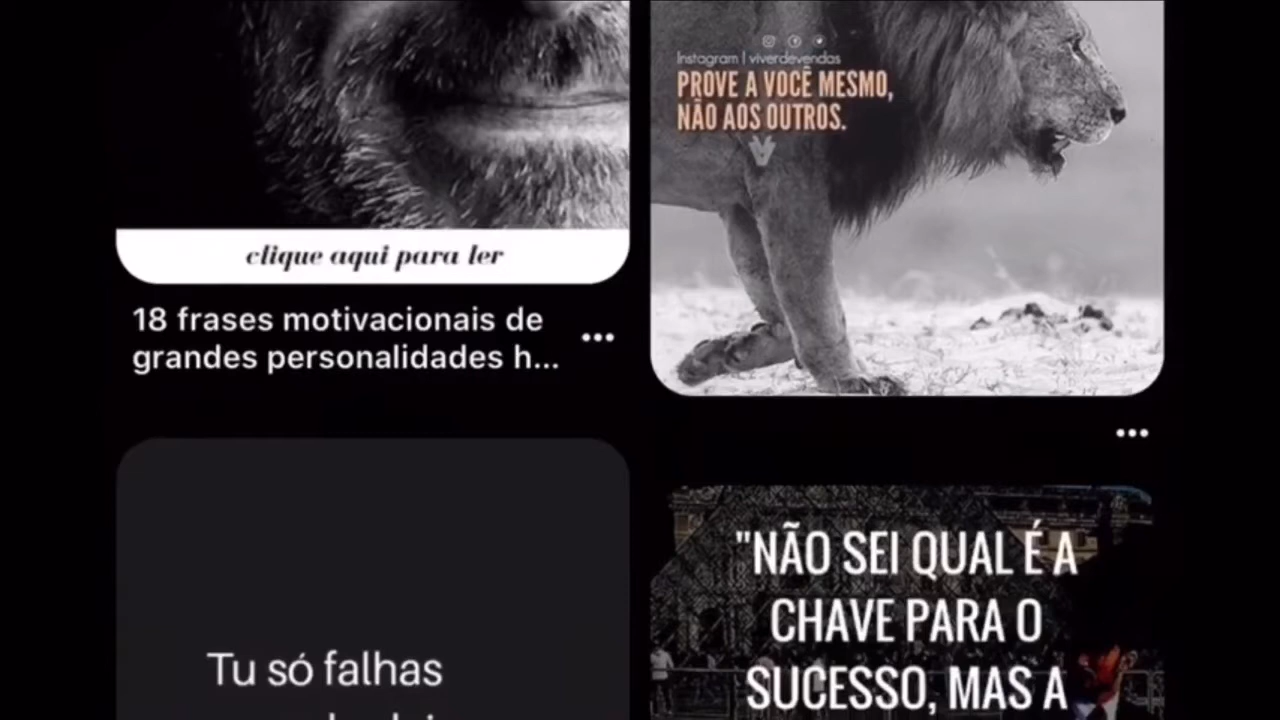 clique aqui para ler
18 frases motivacionais de
grandes personalidades h...
Tu só falhas
Instagram | viverdevendas
PROVE A VOCÊ MESMO,
NÃO AOS OUTROS.
"NÃO SEI QUAL É A
CHAVE PARA O
SUCESSO, MAS A